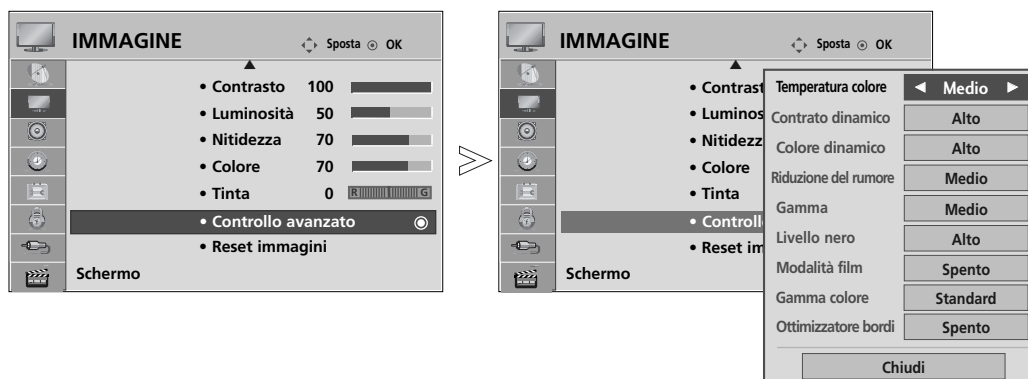 IMMAGINE Sposta OK
• Contrasto 100
• Luminosità 50
• Nitidezza 70
• Colore 70
• Tinta 0 R G
• Controllo avanzato
• Reset immagini
Schermo
IMMAGINE Sposta OK
• Contrast
• Luminos
• Nitidezz
• Colore
• Tinta
• Controll
• Reset im
Schermo
Temperatura colore ◀ Medio ▶
Contrato dinamico Alto
Colore dinamico Alto
Riduzione del rumore Medio
Gamma Medio
Livello nero Alto
Modalità film Spento
Gamma colore Standard
Ottimizzatore bordi Spento
Chiudi